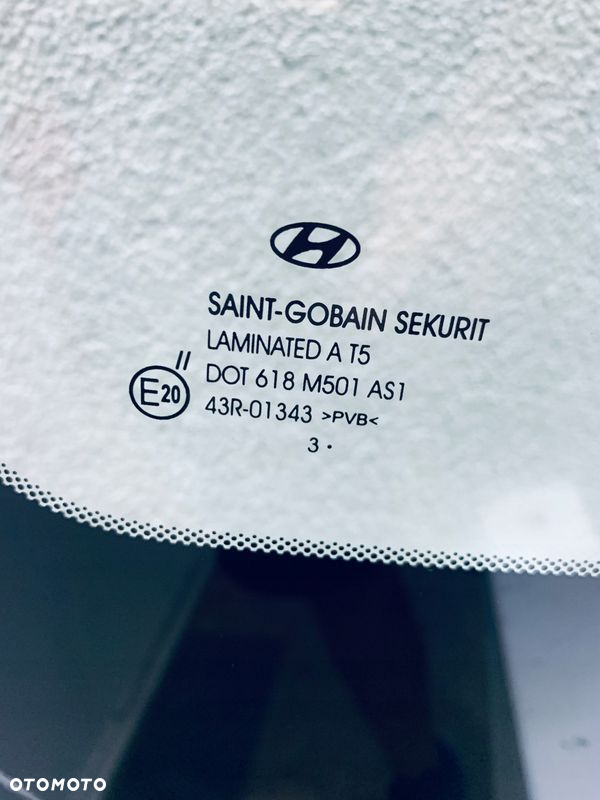 SAINT-GOBAIN SEKURIT
LAMINATED A T5
II
DOT 618 M501 AS1
E20
43R-01343 >PVB<
3 ·
OTOMOTO